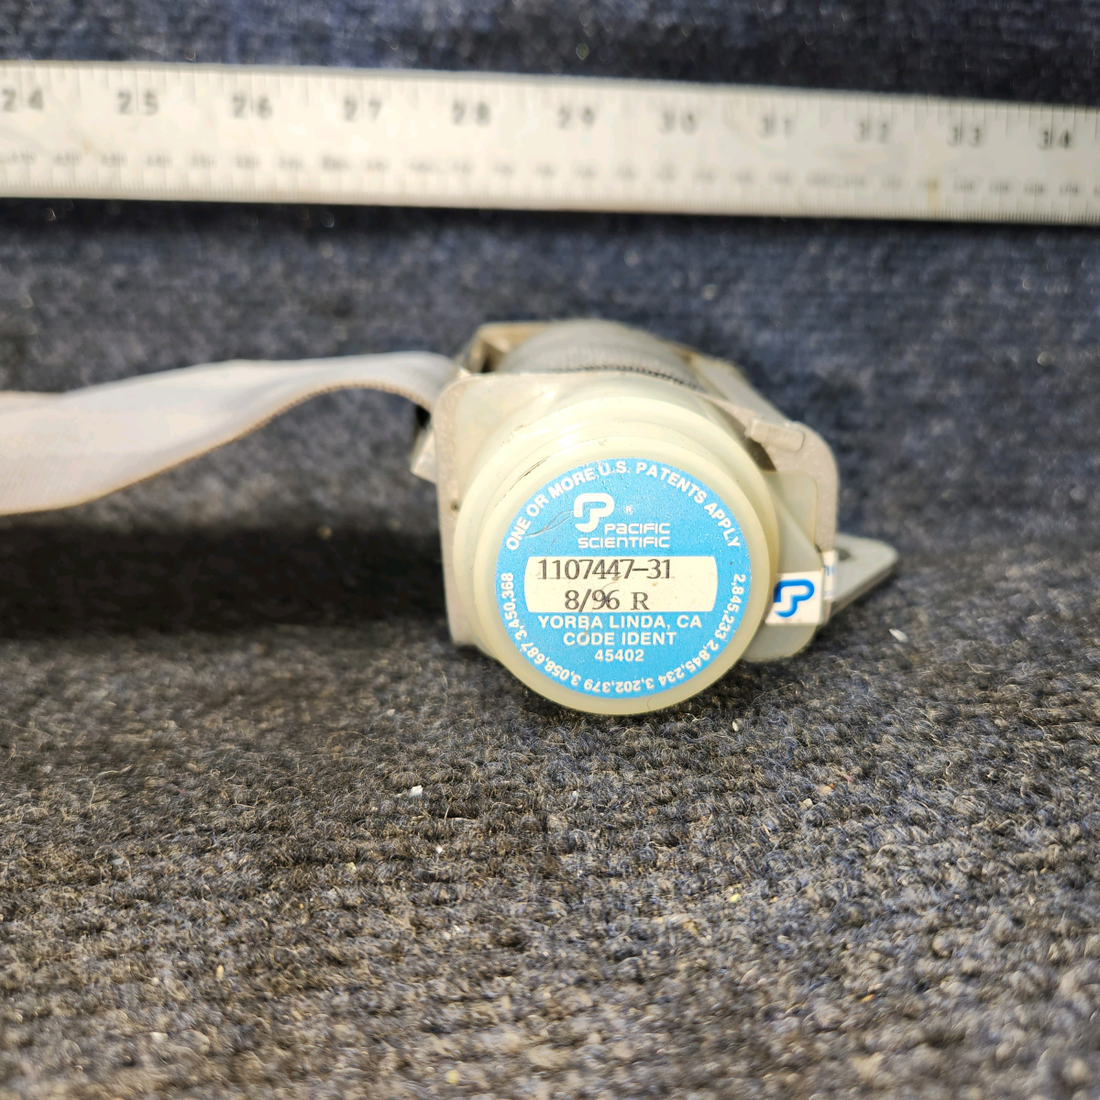 24 25 26 27 28 29 30 31 32 33 34
ONE OR MORE U.S. PATENTS APPLY
®
PACIFIC
SCIENTIFIC
1107447-31
8/96 R
YORBA LINDA, CA
CODE IDENT
45402
2,845,233 2,845,234 3,202,379 3,058,687 3,450,368